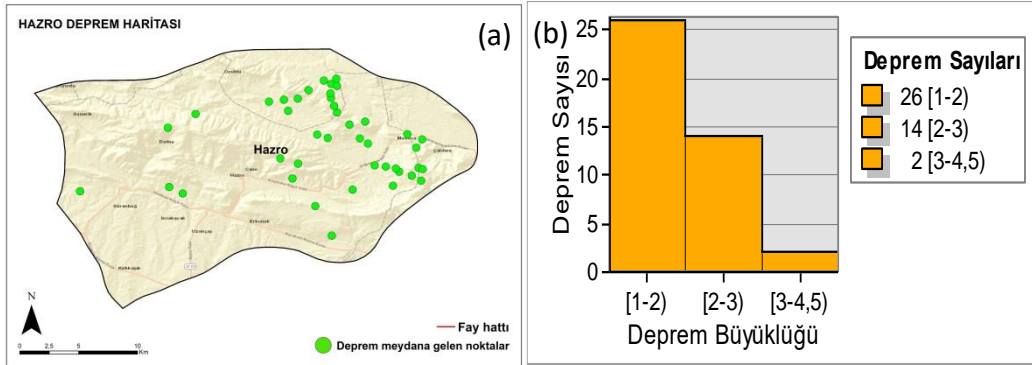 HAZRO DEPREM HARİTASI
(a)
Hazro
Hazro
N
0 2,5 5 10
Km
Fay hattı
Deprem meydana gelen noktalar
(b)
Deprem Sayısı
25
20
15
10
5
0
[1-2) [2-3) [3-4,5)
Deprem Büyüklüğü
Deprem Sayıları
26 [1-2)
14 [2-3)
2 [3-4,5)